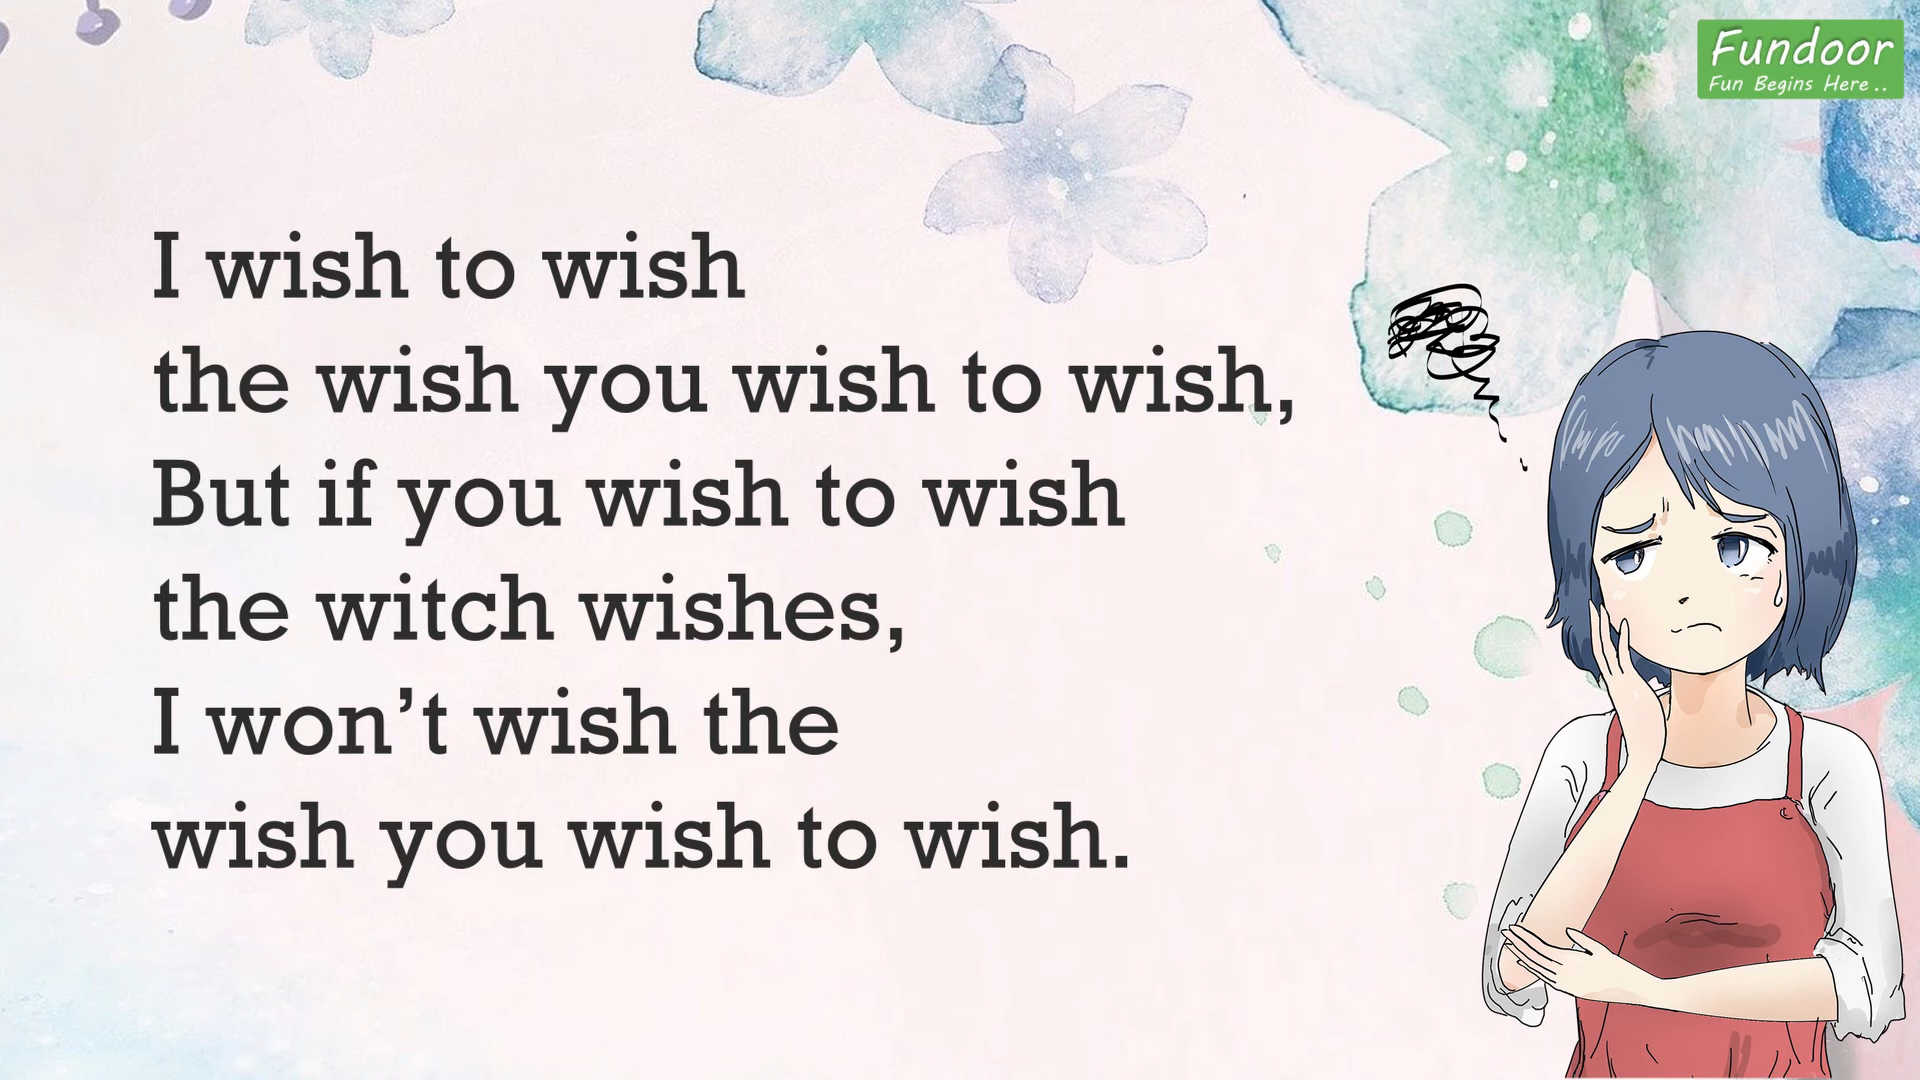 Fundoor
Fun Begins Here..
I wish to wish
the wish you wish to wish,
But if you wish to wish
the witch wishes,
I won’t wish the
wish you wish to wish.